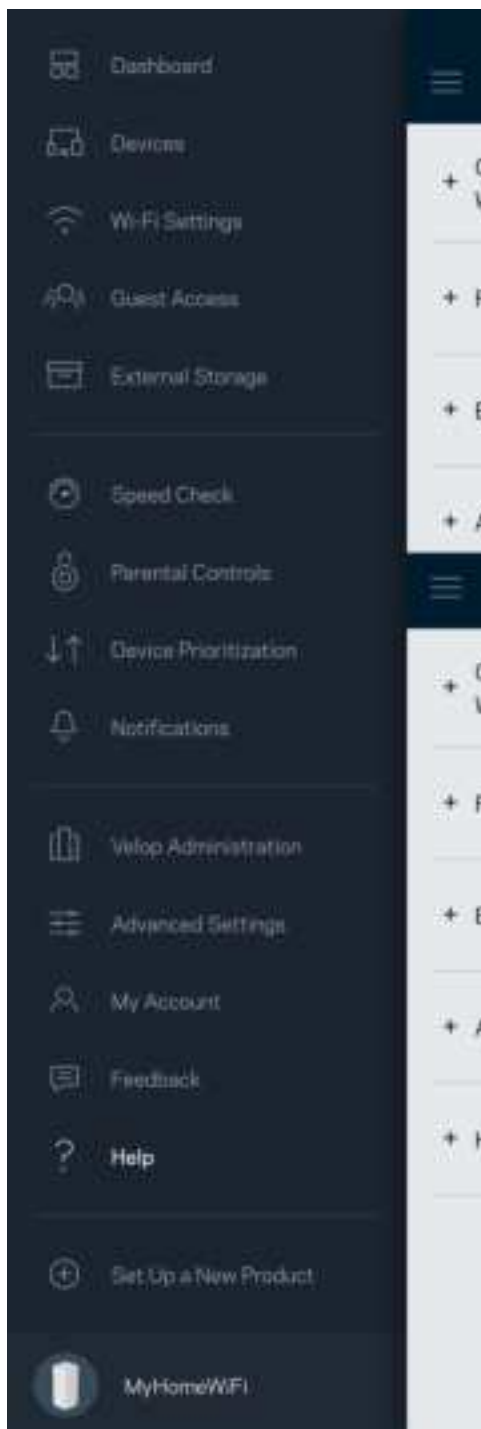 Dashboard
Devices
Wi-Fi Settings
Guest Access
External Storage
Speed Check
Parental Controls
Device Prioritization
Notifications
Velop Administration
Advanced Settings
My Account
Feedback
Help
Set Up a New Product
MyHomeWiFi